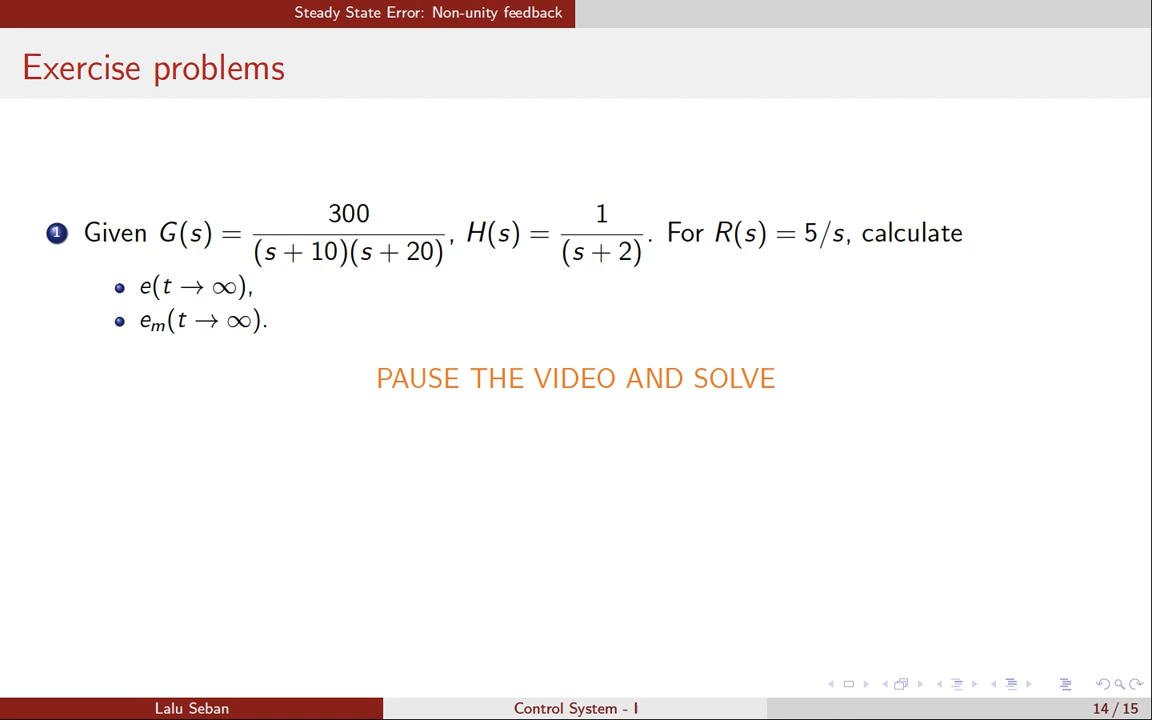 Steady State Error: Non-unity feedback
Exercise problems
1 Given G(s) = 300/((s + 10)(s + 20)), H(s) = 1/(s + 2). For R(s) = 5/s, calculate
e(t → ∞),
eₘ(t → ∞).
PAUSE THE VIDEO AND SOLVE
Lalu Seban Control System - I 14 / 15